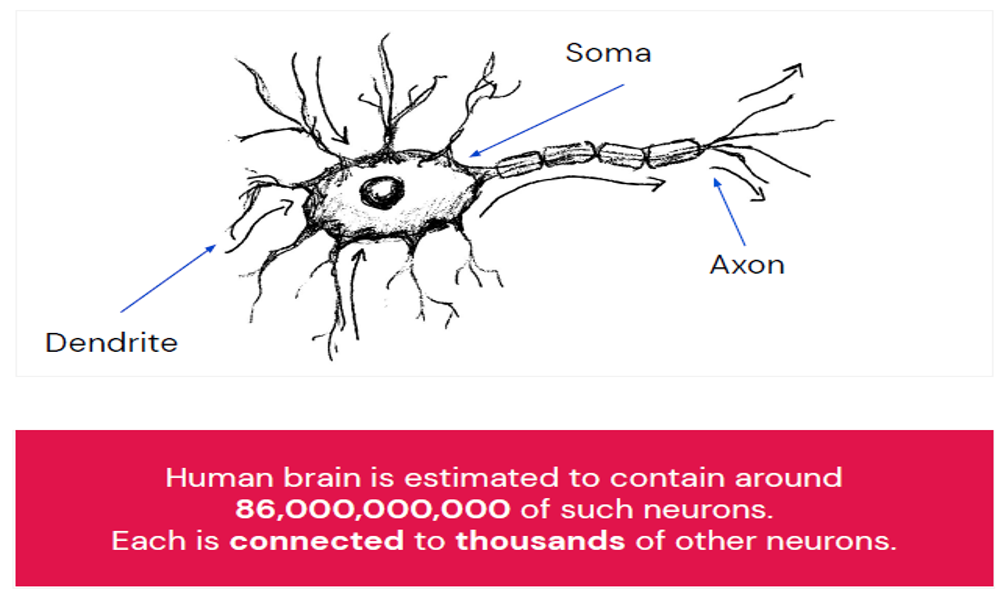 Soma
Axon
Dendrite
Human brain is estimated to contain around
86,000,000,000 of such neurons.
Each is connected to thousands of other neurons.